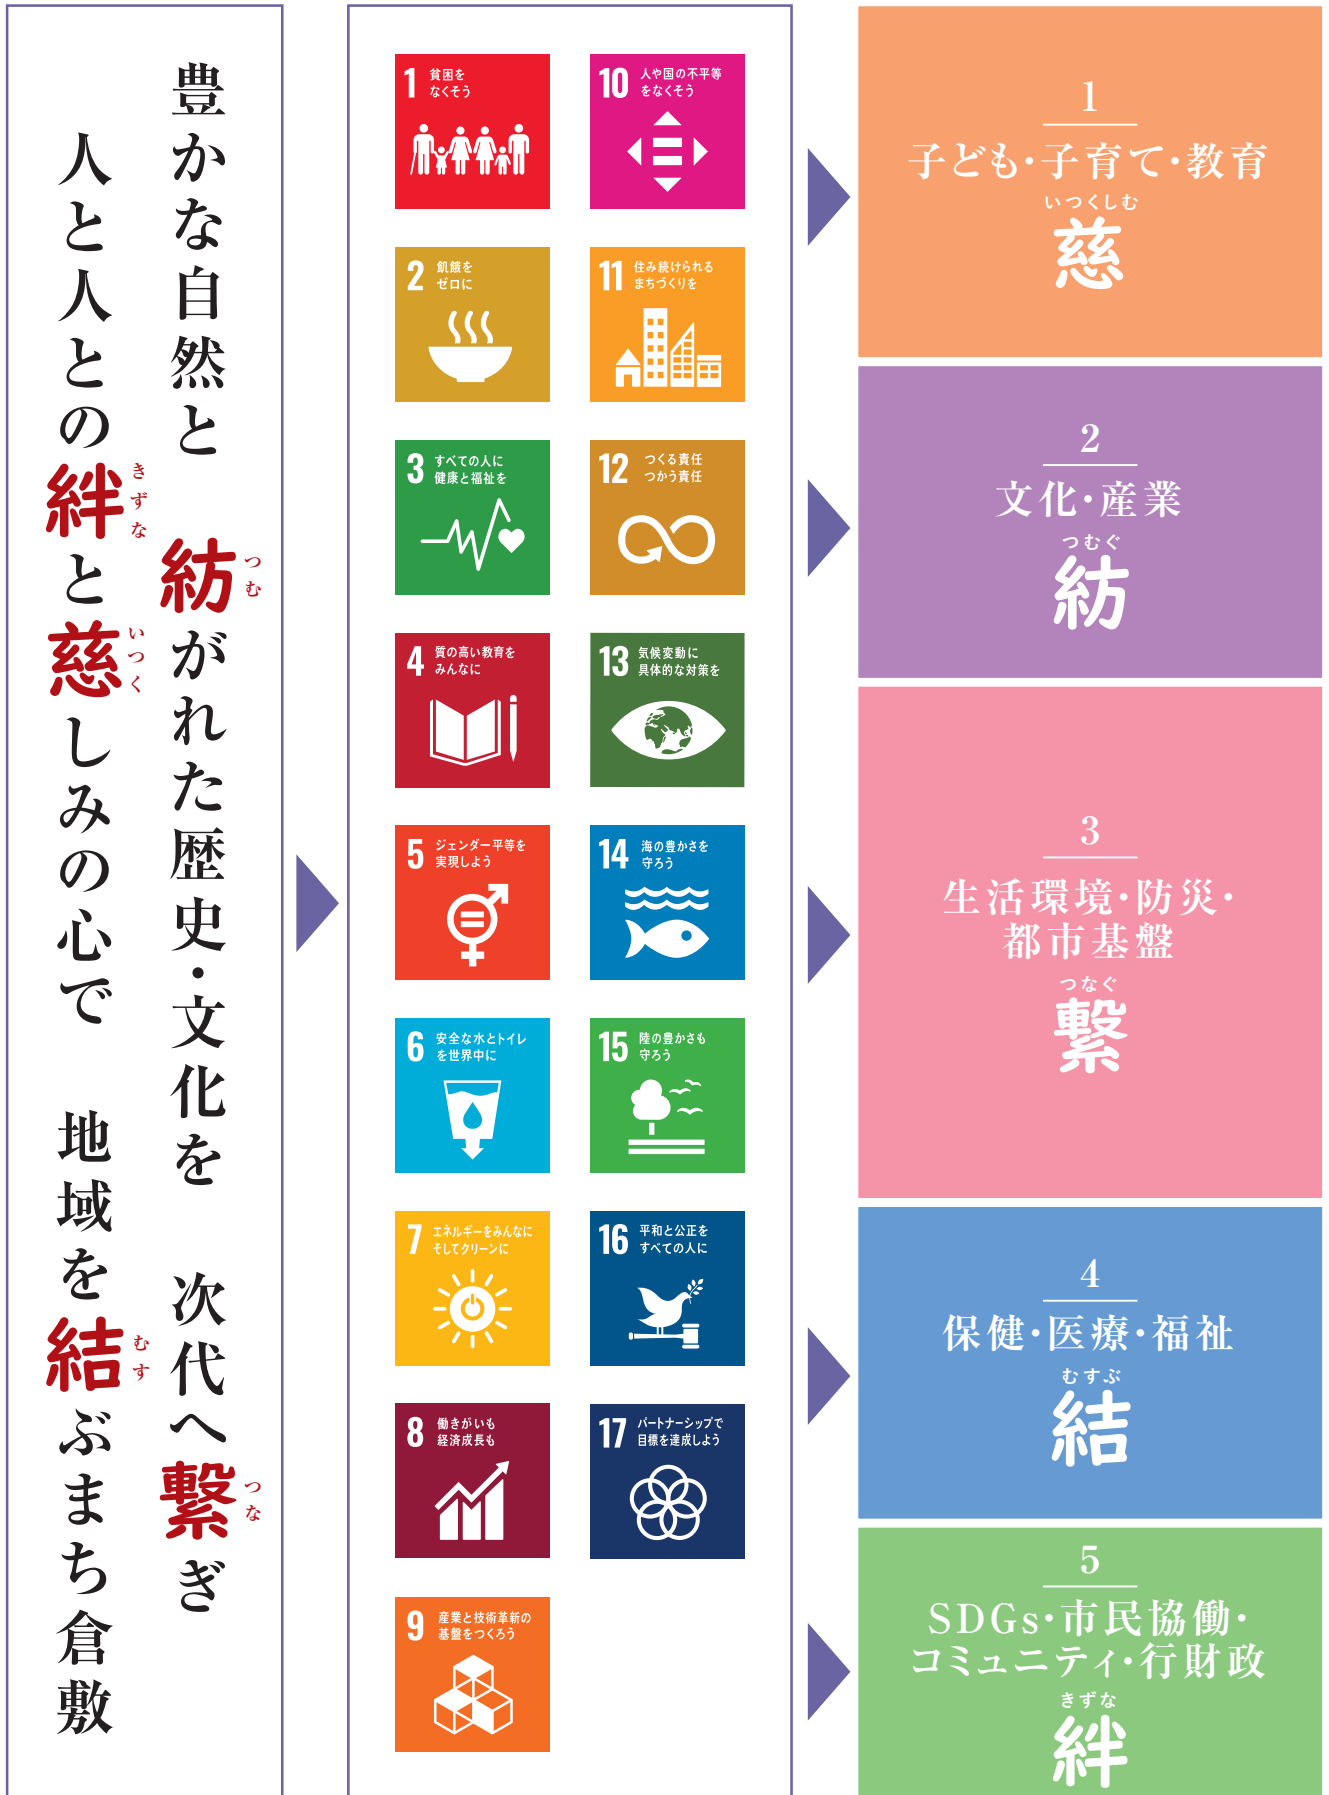 豊かな自然と　紡がれた歴史・文化を　次代へ繋ぎ
つむ
つな
人と人との絆と慈しみの心で　地域を結ぶまち倉敷
きずな
いつく
むす
1 貧困を
なくそう
2 飢餓を
ゼロに
3 すべての人に
健康と福祉を
4 質の高い教育を
みんなに
5 ジェンダー平等を
実現しよう
6 安全な水とトイレ
を世界中に
7 エネルギーをみんなに
そしてクリーンに
8 働きがいも
経済成長も
9 産業と技術革新の
基盤をつくろう
10 人や国の不平等
をなくそう
11 住み続けられる
まちづくりを
12 つくる責任
つかう責任
13 気候変動に
具体的な対策を
14 海の豊かさを
守ろう
15 陸の豊かさも
守ろう
16 平和と公正を
すべての人に
17 パートナーシップで
目標を達成しよう
1
子ども・子育て・教育
いつくしむ
慈
2
文化・産業
つむぐ
紡
3
生活環境・防災・
都市基盤
つなぐ
繋
4
保健・医療・福祉
むすぶ
結
5
SDGs・市民協働・
コミュニティ・行財政
きずな
絆